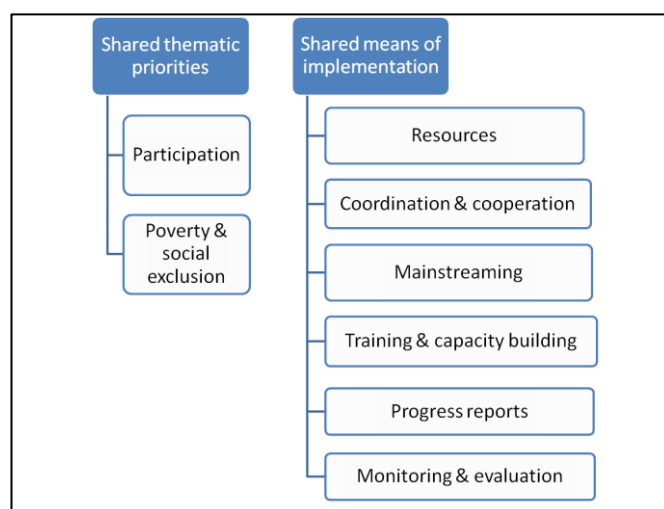 Shared thematic
priorities
Participation
Poverty &
social
exclusion
Shared means of
implementation
Resources
Coordination & cooperation
Mainstreaming
Training & capacity building
Progress reports
Monitoring & evaluation